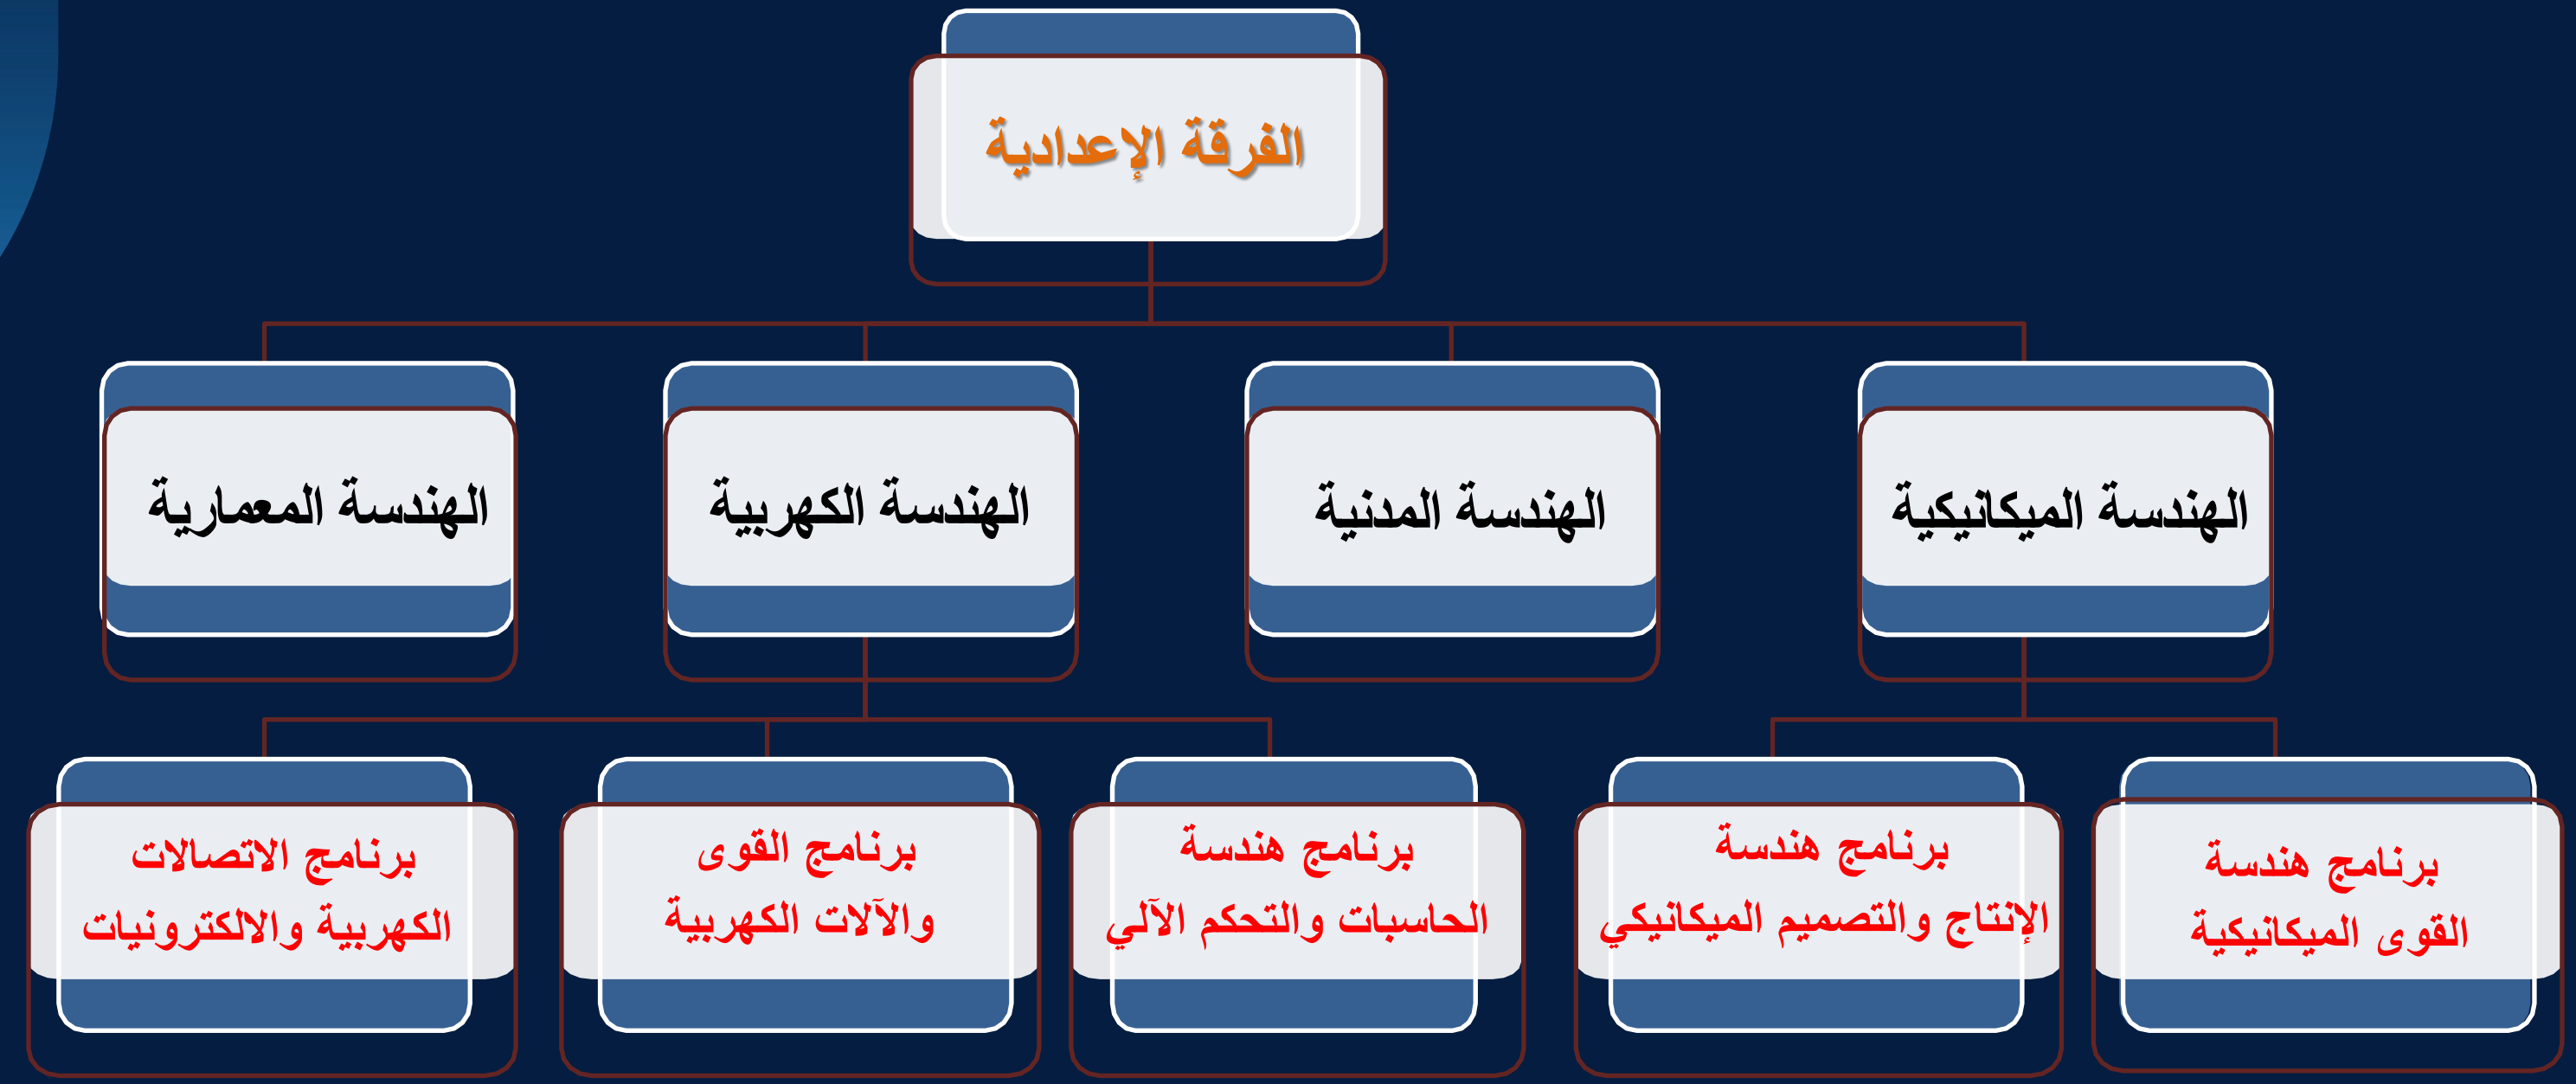 الفرقة الإعدادية
الهندسة الميكانيكية
الهندسة المدنية
الهندسة الكهربية
الهندسة المعمارية
برنامج هندسة
القوى الميكانيكية
برنامج هندسة
الإنتاج والتصميم الميكانيكي
برنامج هندسة
الحاسبات والتحكم الآلي
برنامج القوى
والآلات الكهربية
برنامج الاتصالات
الكهربية والالكترونيات